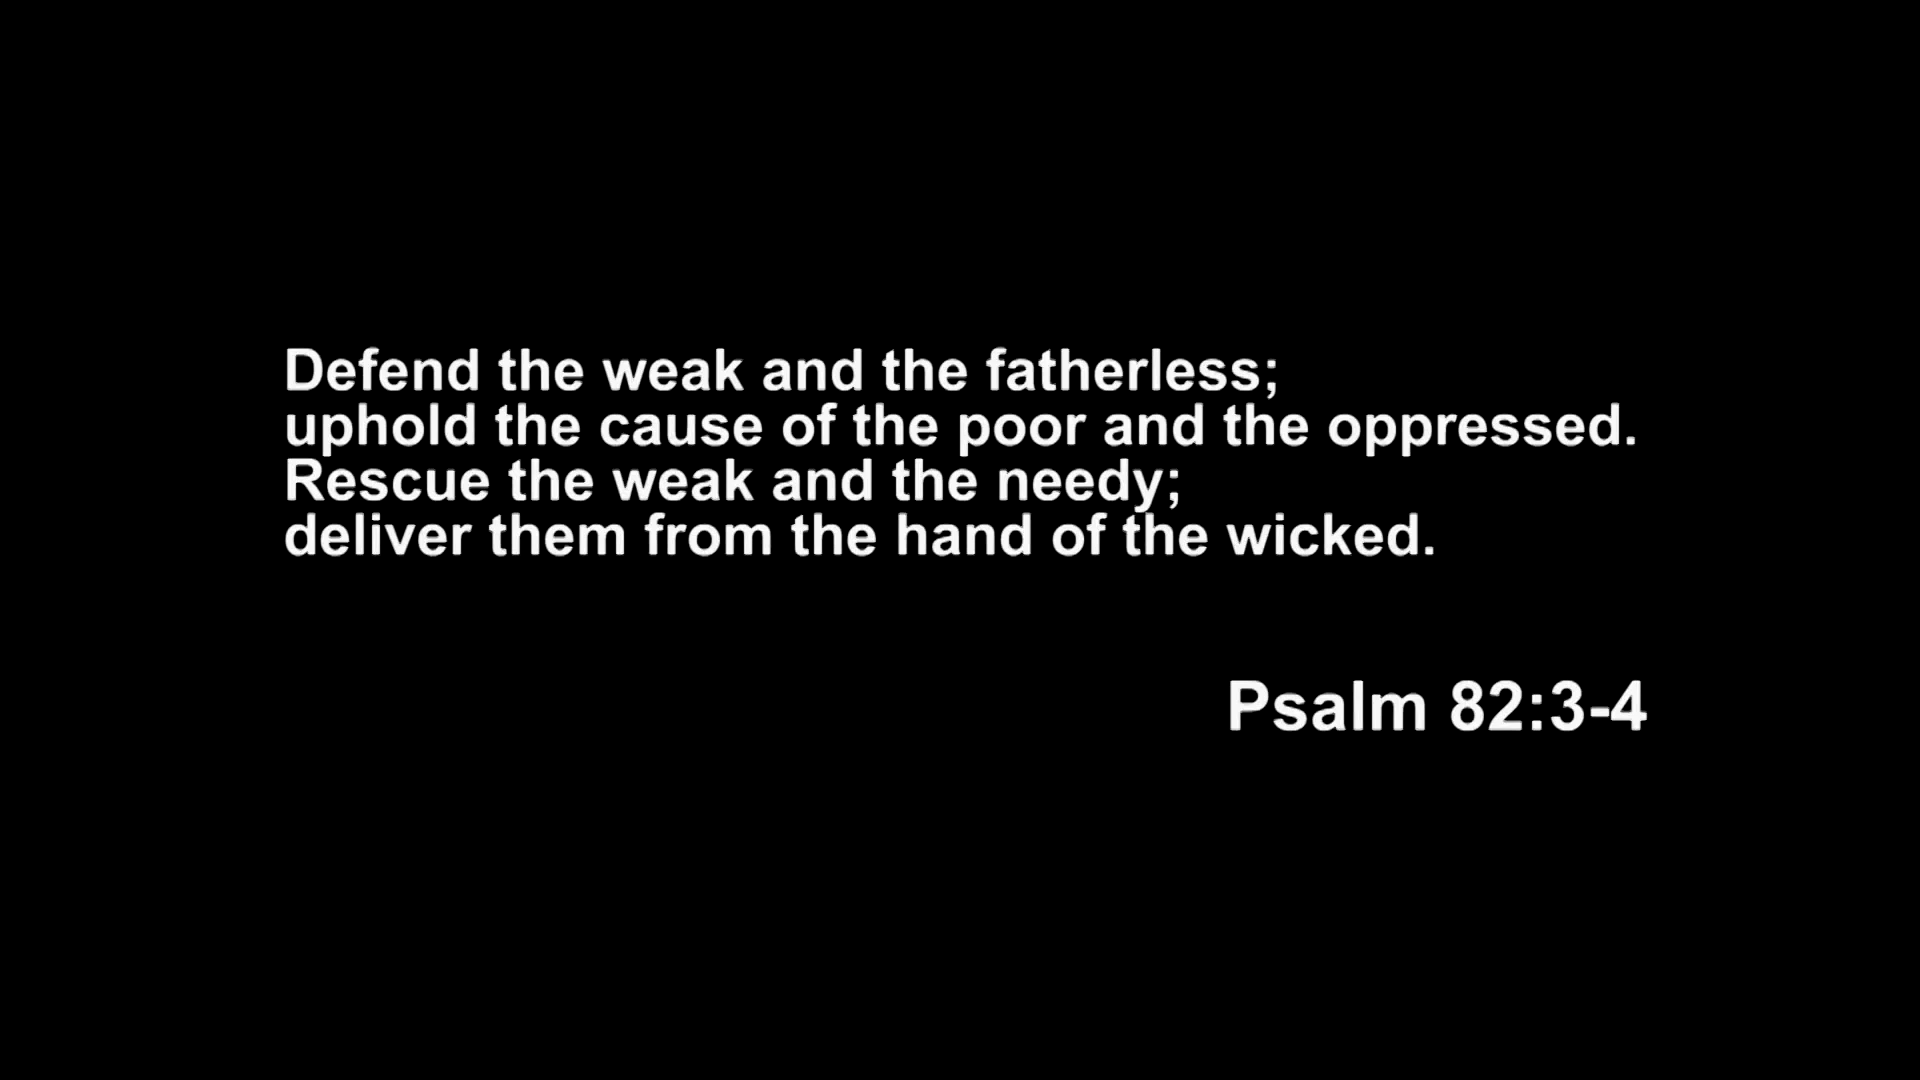 Defend the weak and the fatherless;
uphold the cause of the poor and the oppressed.
Rescue the weak and the needy;
deliver them from the hand of the wicked.
Psalm 82:3-4